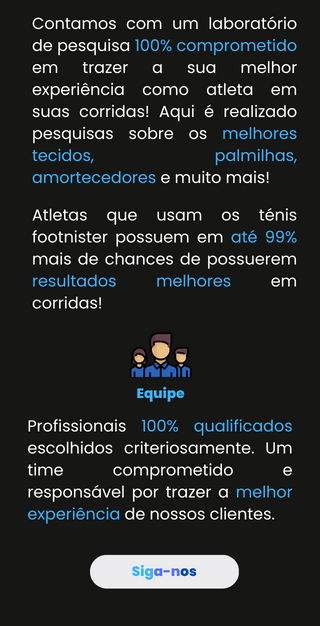 Contamos com um laboratório
de pesquisa 100% comprometido
em trazer a sua melhor
experiência como atleta em
suas corridas! Aqui é realizado
pesquisas sobre os melhores
tecidos, palmilhas,
amortecedores e muito mais!
Atletas que usam os ténis
footnister possuem em até 99%
mais de chances de possuerem
resultados melhores em
corridas!
Equipe
Profissionais 100% qualificados
escolhidos criteriosamente. Um
time comprometido e
responsável por trazer a melhor
experiência de nossos clientes.
Siga-nos